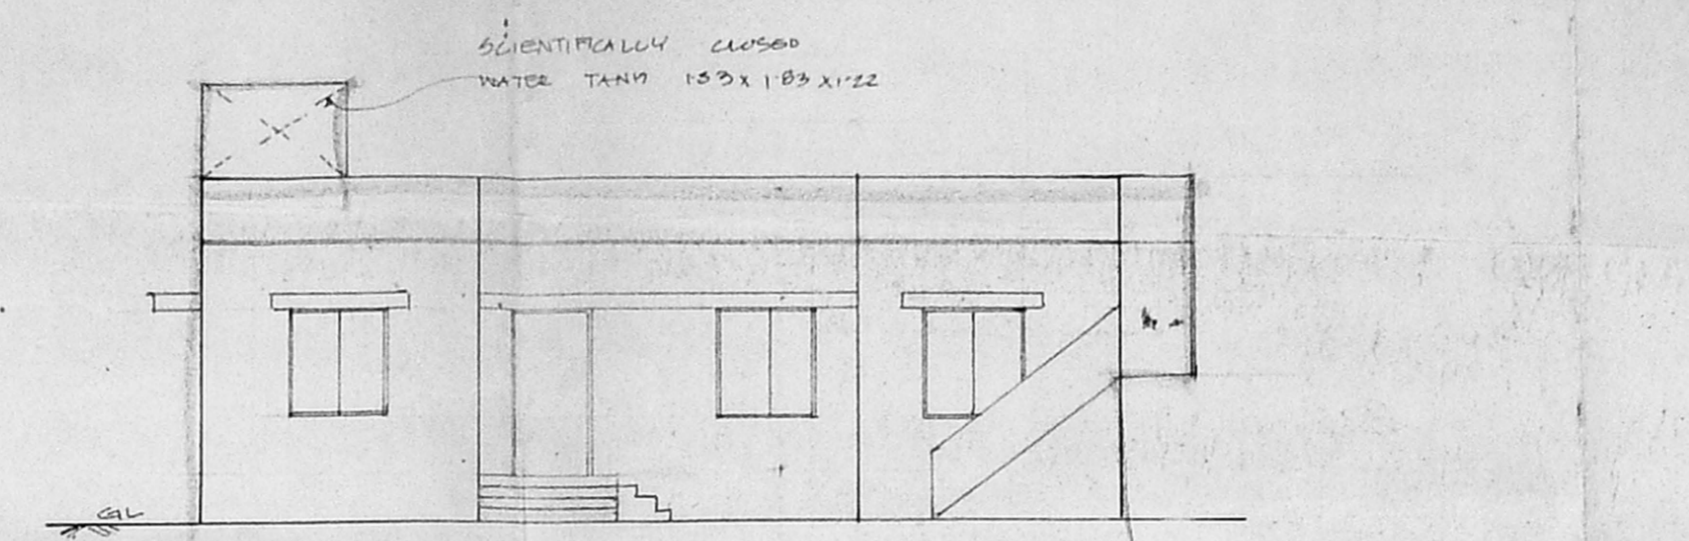 SCIENTIFICALLY CLOSED
WATER TANK 1·83 x 1·83 x 1·22
GL